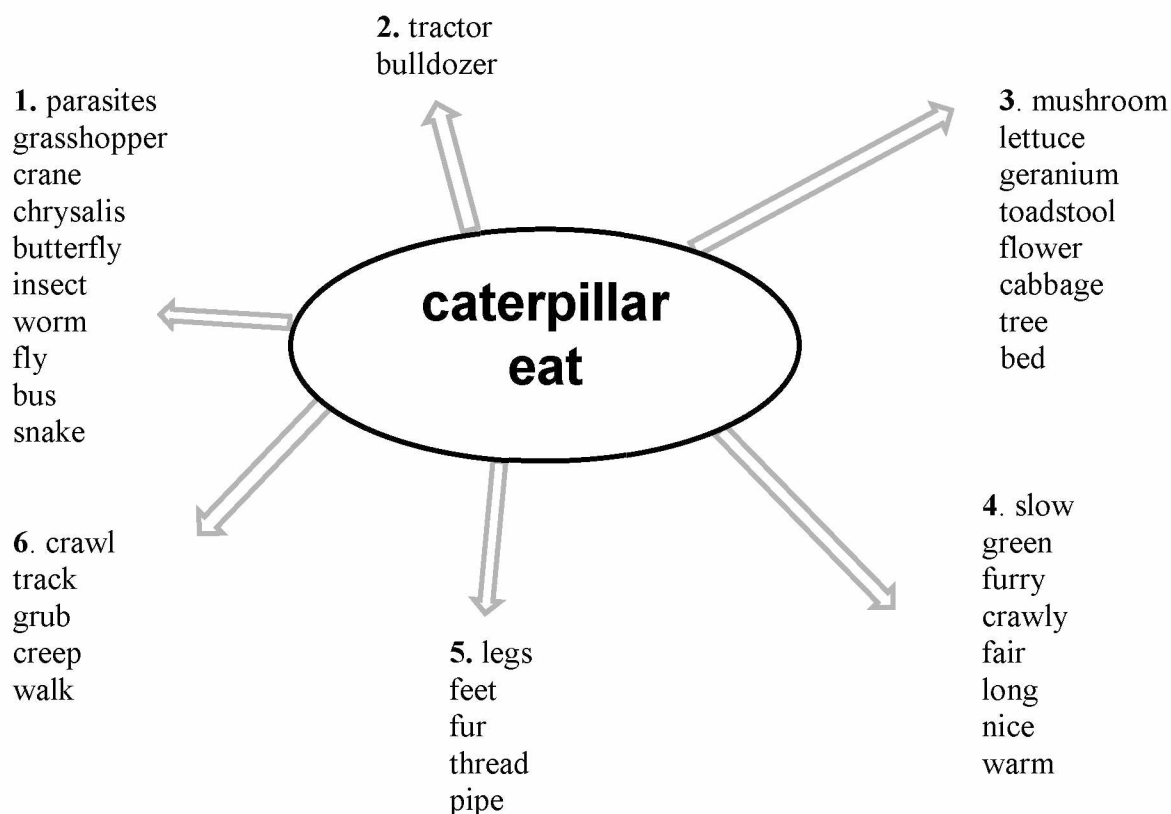 1. parasites
grasshopper
crane
chrysalis
butterfly
insect
worm
fly
bus
snake
2. tractor
bulldozer
3. mushroom
lettuce
geranium
toadstool
flower
cabbage
tree
bed
caterpillar
eat
4. slow
green
furry
crawly
fair
long
nice
warm
5. legs
feet
fur
thread
pipe
6. crawl
track
grub
creep
walk